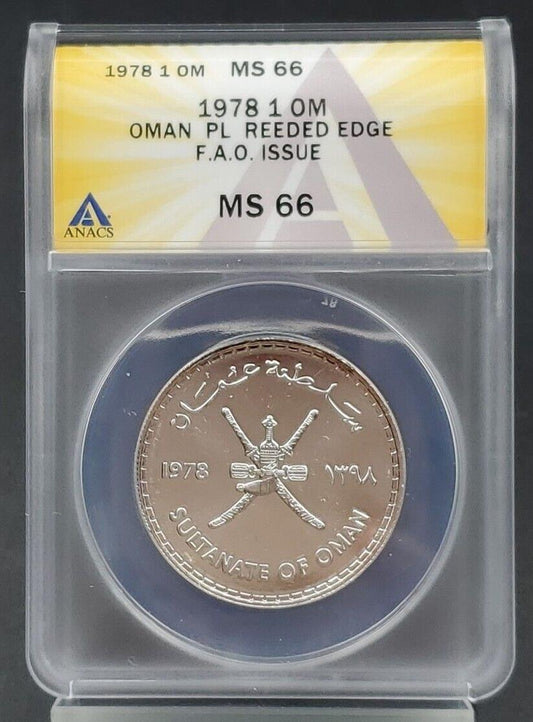 1978 1 OM MS 66
1978 1 OM
OMAN PL REEDED EDGE
F.A.O. ISSUE
MS 66
ANACS
سلطنة عمان
1978 ١٣٩٨
SULTANATE OF OMAN